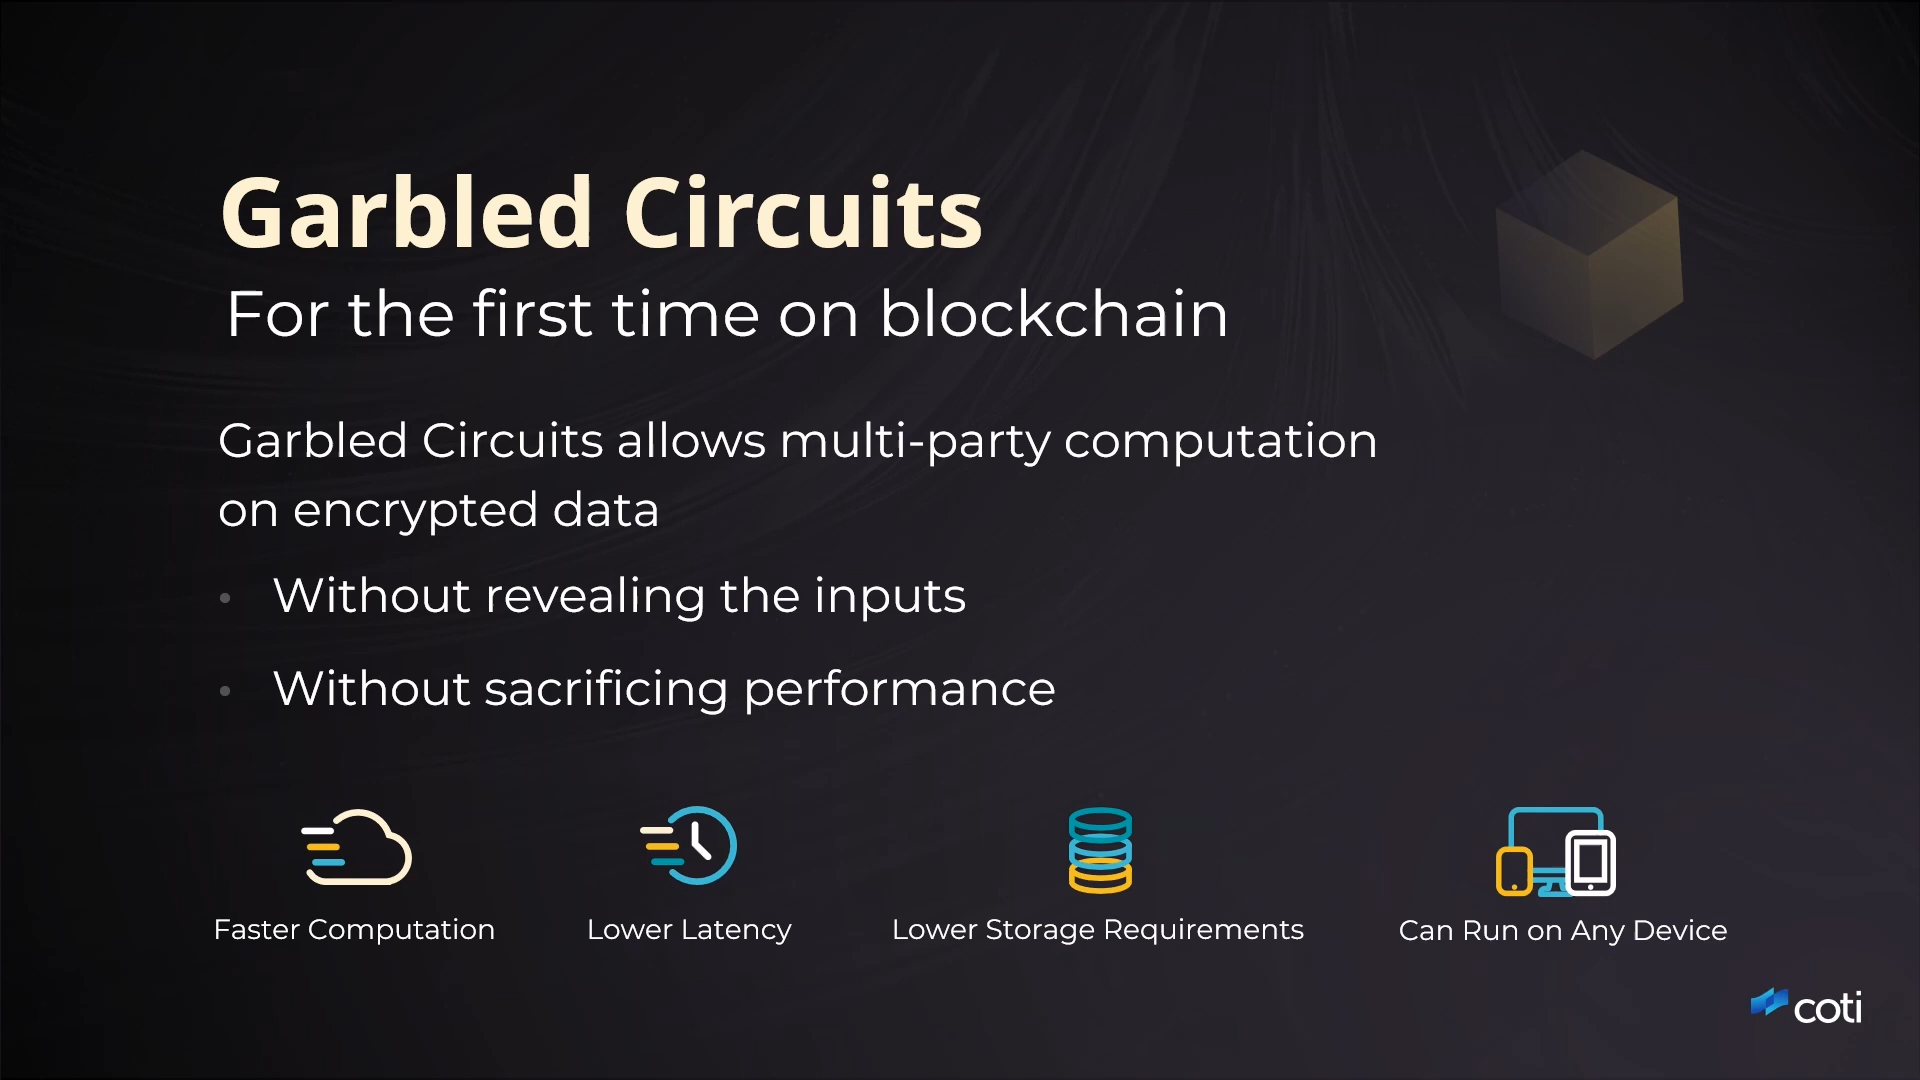 Garbled Circuits
For the first time on blockchain
Garbled Circuits allows multi-party computation
on encrypted data
• Without revealing the inputs
• Without sacrificing performance
Faster Computation
Lower Latency
Lower Storage Requirements
Can Run on Any Device
coti